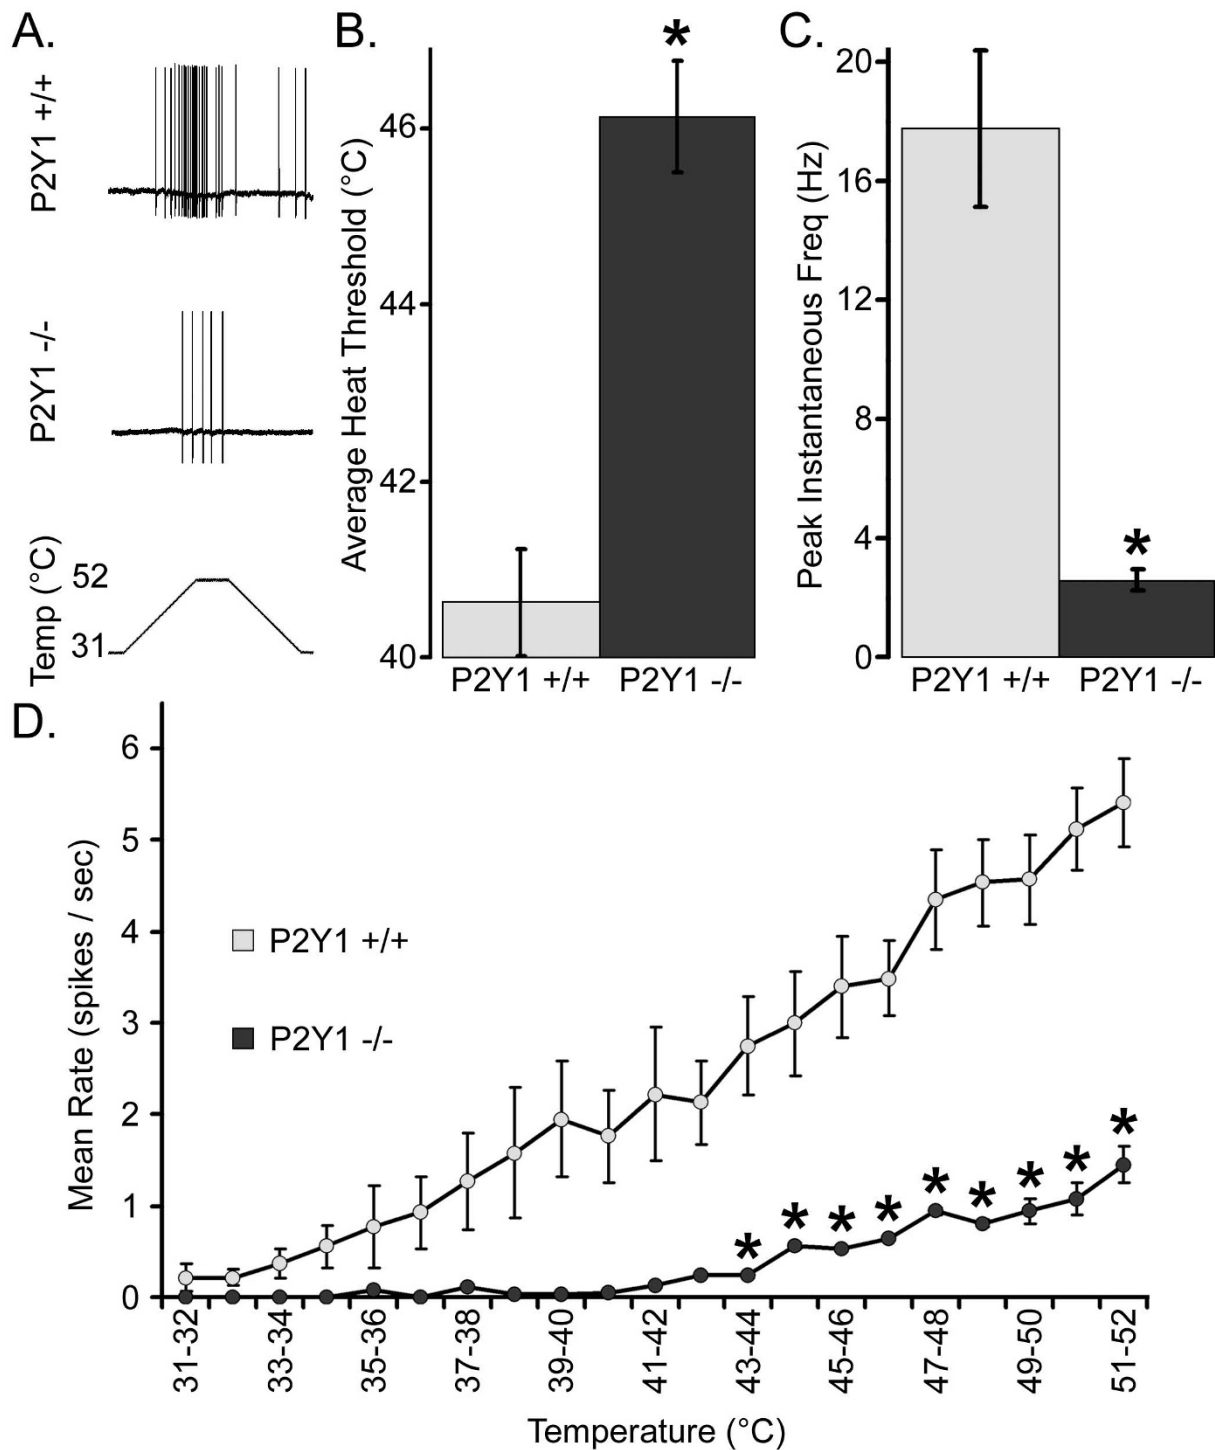 A.
P2Y1 +/+
P2Y1 -/-
Temp (°C)
52
31
B.
*
Average Heat Threshold (°C)
46
44
42
40
P2Y1 +/+ P2Y1 -/-
C.
Peak Instantaneous Freq (Hz)
20
16
12
8
4
0
*
P2Y1 +/+ P2Y1 -/-
D.
Mean Rate (spikes / sec)
6
5
4
3
2
1
0
P2Y1 +/+
P2Y1 -/-
* * * * * * * * *
31-32 33-34 35-36 37-38 39-40 41-42 43-44 45-46 47-48 49-50 51-52
Temperature (°C)